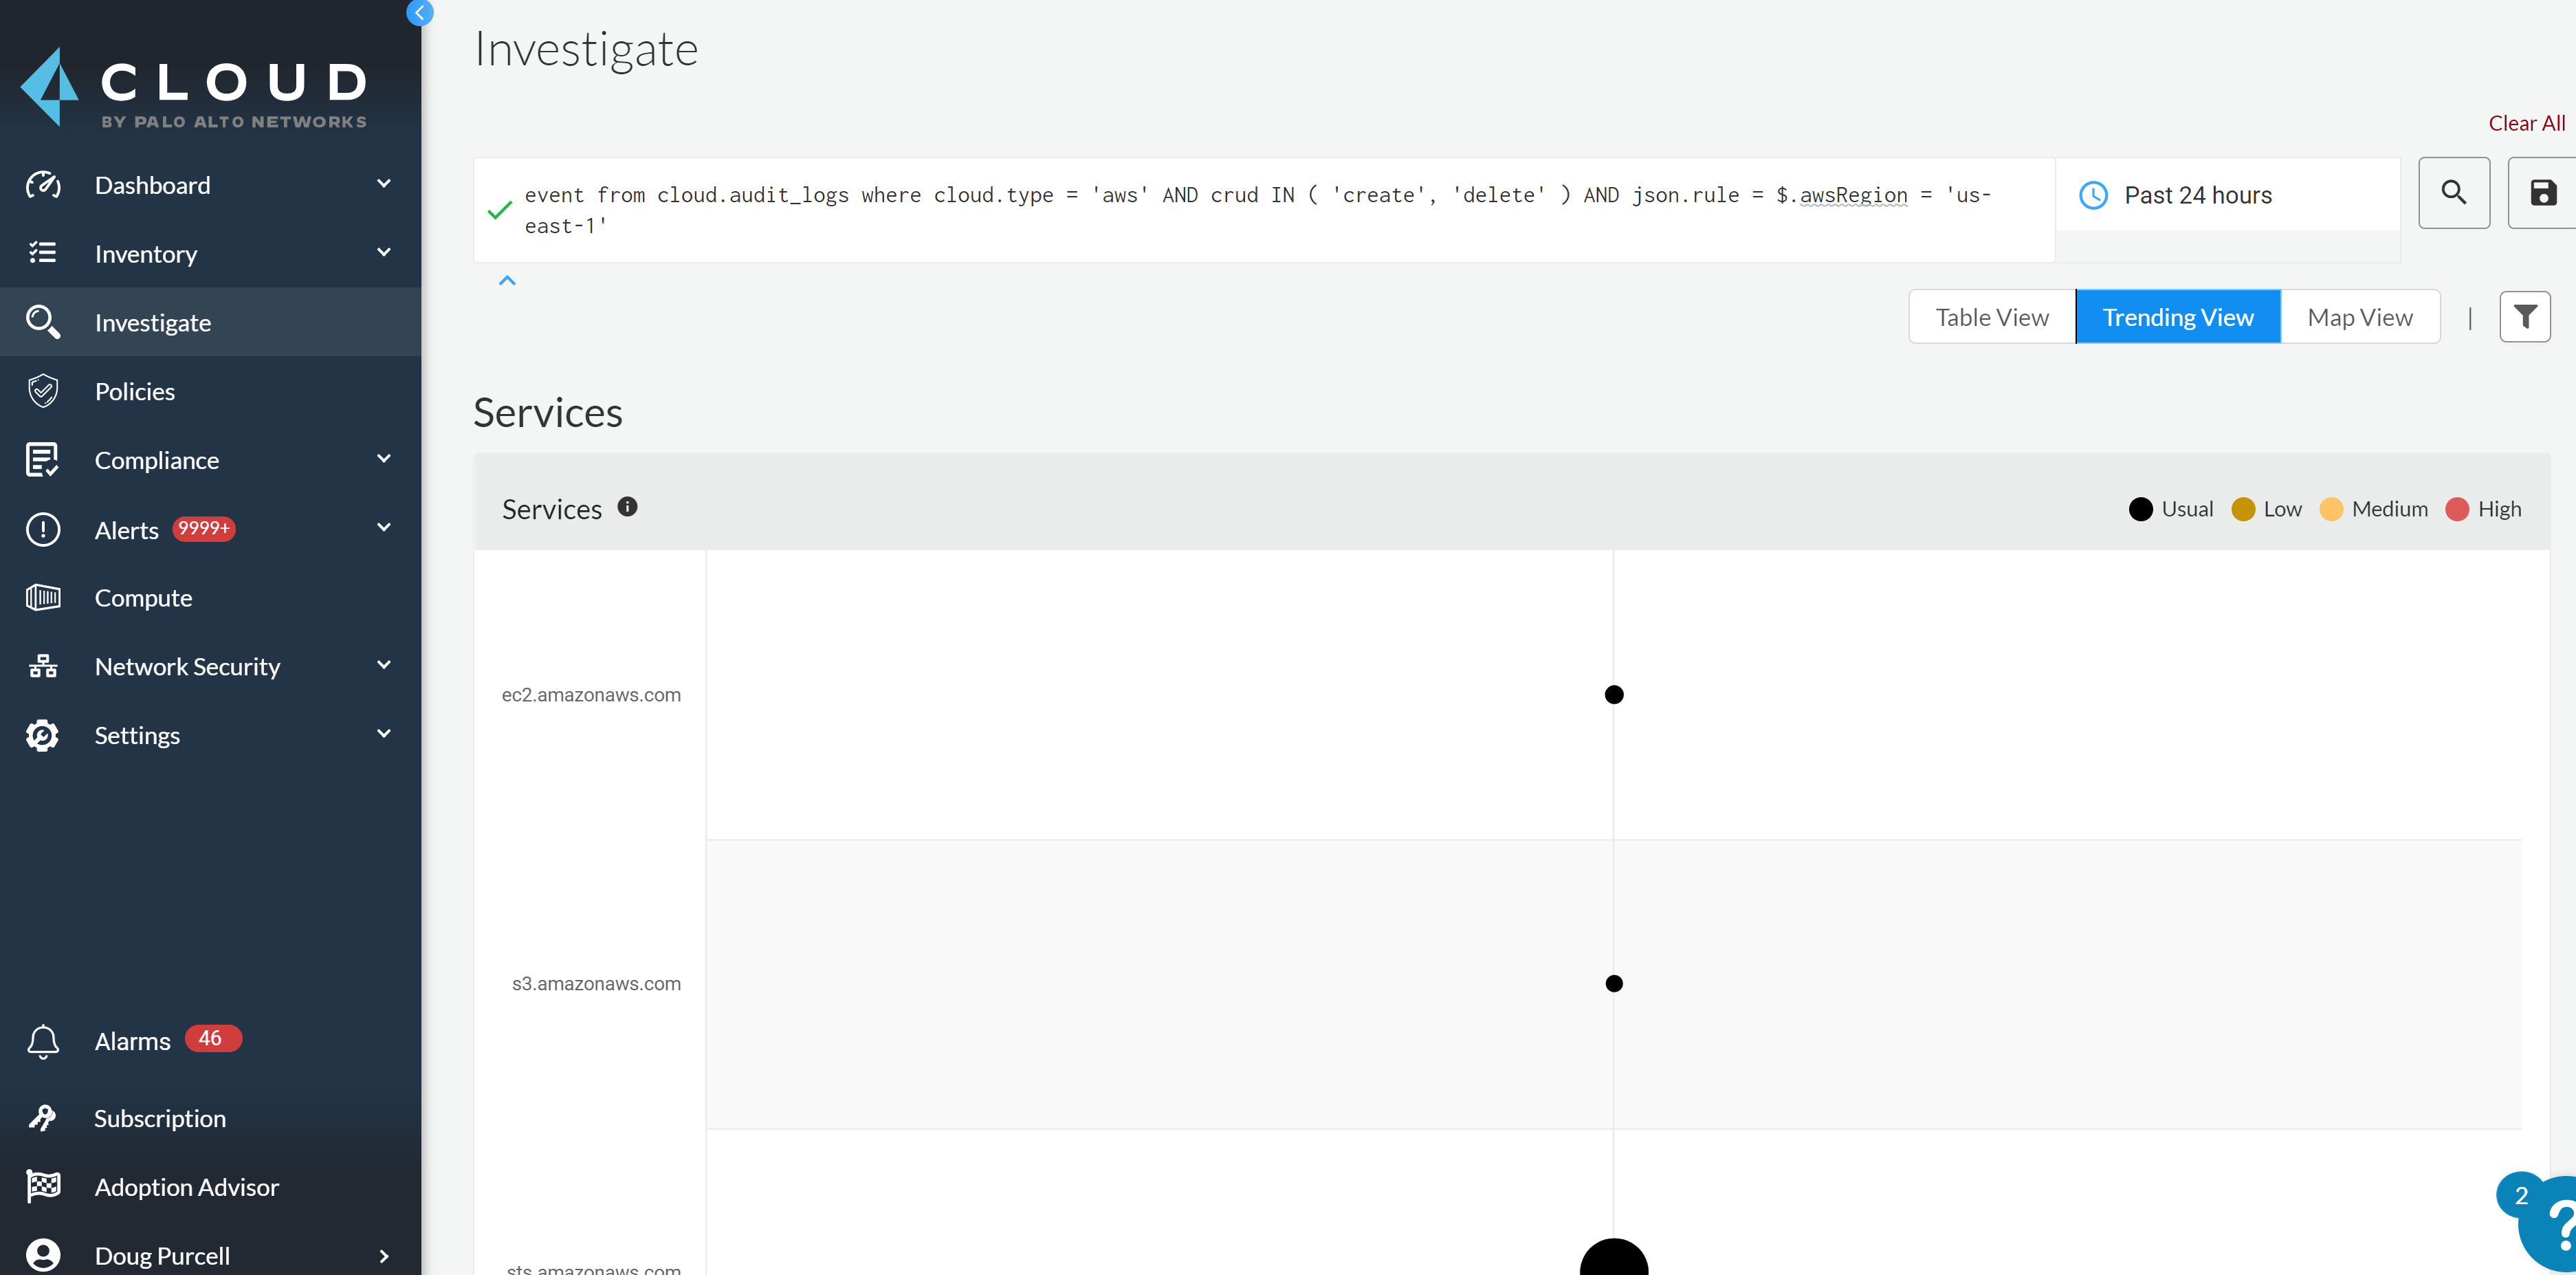 CLOUD
BY PALO ALTO NETWORKS
Dashboard
Inventory
Investigate
Policies
Compliance
Alerts 9999+
Compute
Network Security
Settings
Alarms 46
Subscription
Adoption Advisor
Doug Purcell
Investigate
Clear All
event from cloud.audit_logs where cloud.type = 'aws' AND crud IN ( 'create', 'delete' ) AND json.rule = $.awsRegion = 'us-
east-1'
Past 24 hours
Table View
Trending View
Map View
|
Services
Services
Usual
Low
Medium
High
ec2.amazonaws.com
s3.amazonaws.com
sts.amazonaws.com
2
?